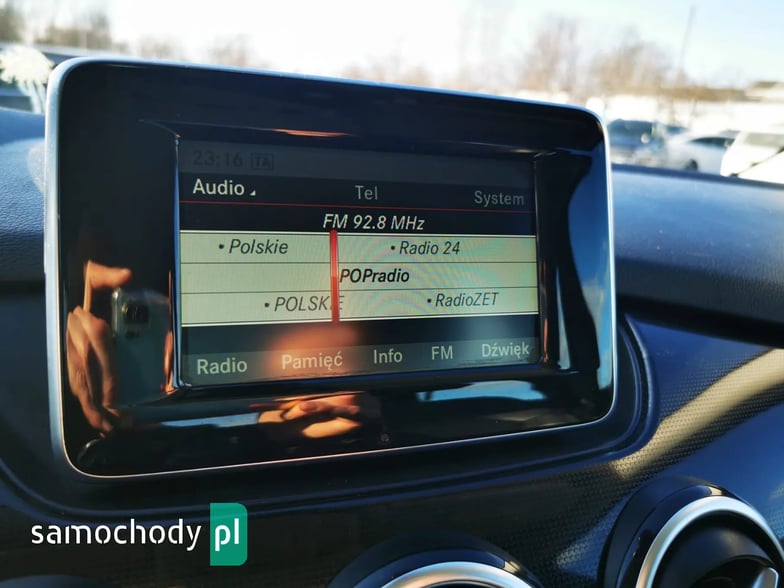 23:16 TA
Audio Tel System
FM 92.8 MHz
• Polskie • Radio 24
POPradio
• POLSKIE • RadioZET
Radio Pamięć Info FM Dźwięk
samochody pl